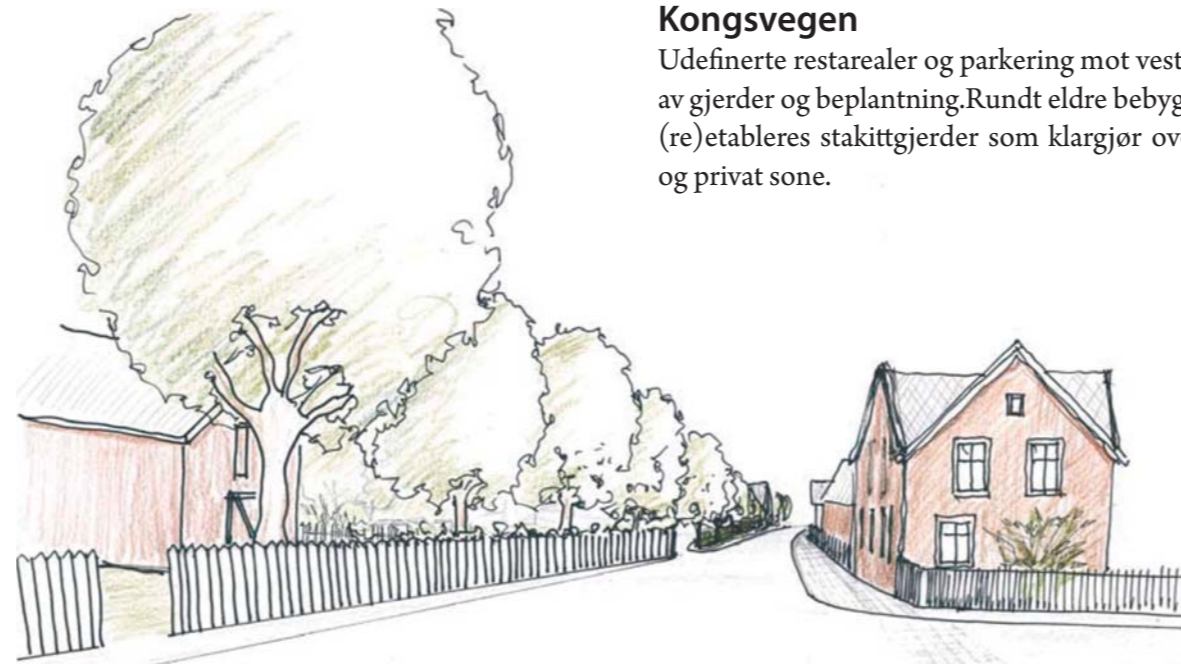 Kongsvegen
Udefinerte restarealer og parkering mot vest
av gjerder og beplantning.Rundt eldre bebyg
(re)etableres stakittgjerder som klargjør ov
og privat sone.